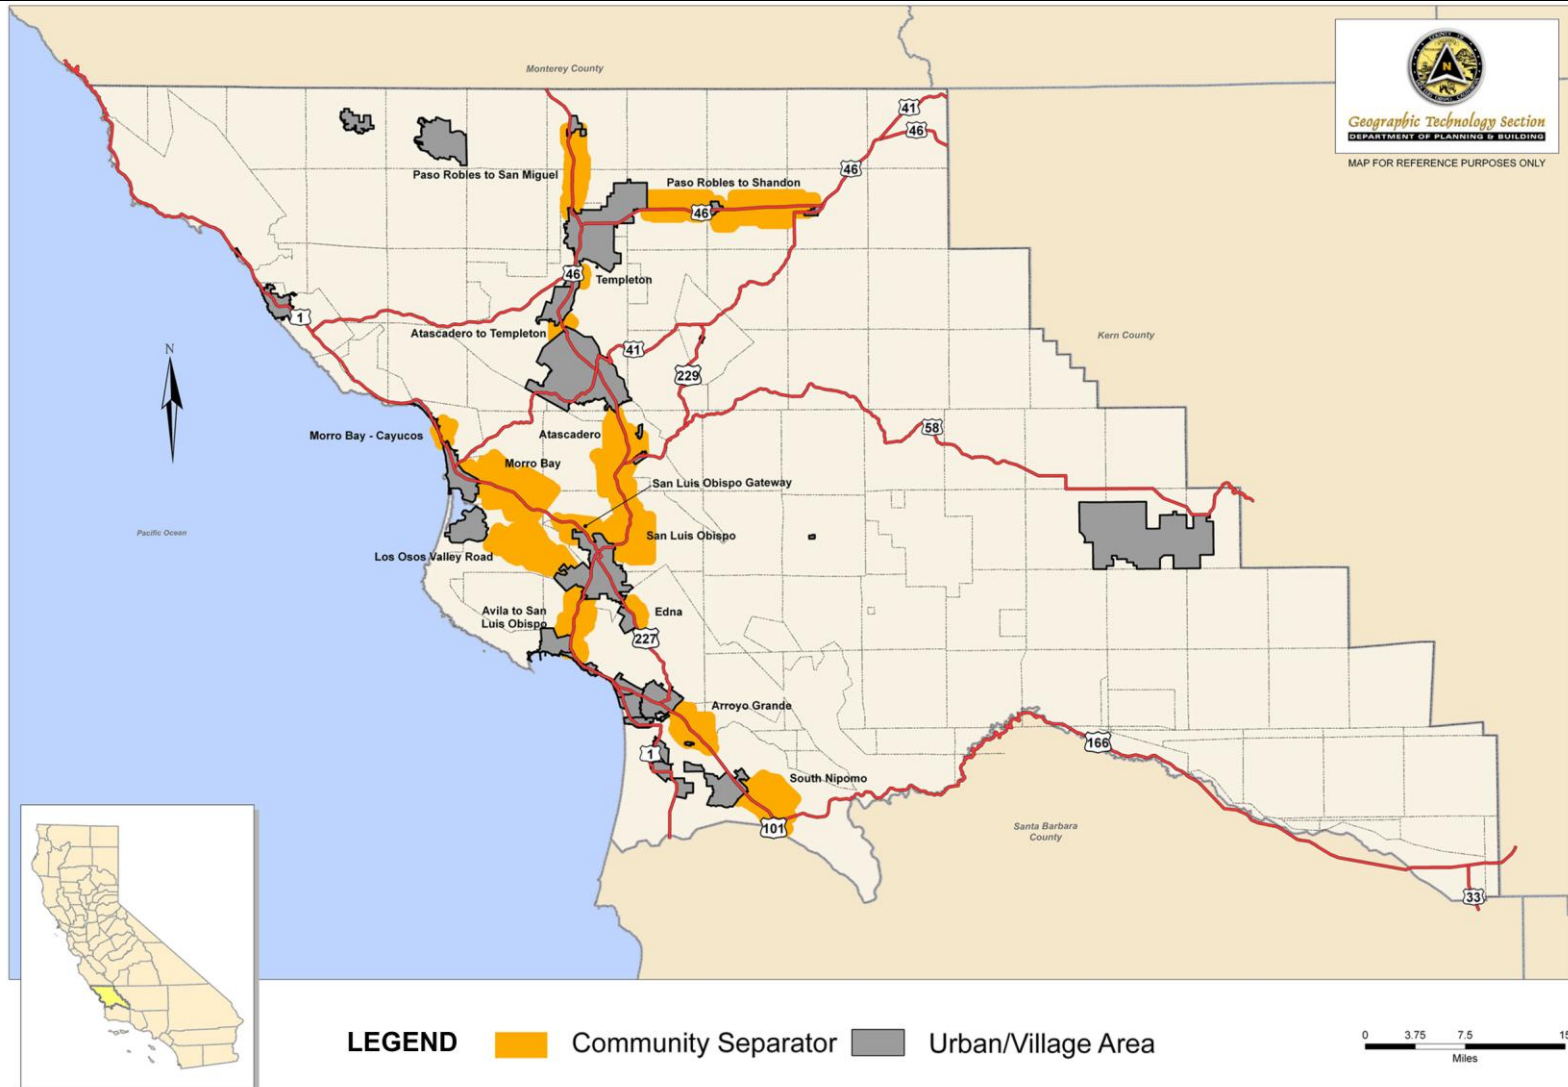 Monterey County
41
46
Geographic Technology Section
DEPARTMENT OF PLANNING & BUILDING
MAP FOR REFERENCE PURPOSES ONLY
46
Paso Robles to San Miguel
Paso Robles to Shandon
46
46
Templeton
1
Atascadero to Templeton
41
Kern County
N
229
58
Morro Bay - Cayucos
Atascadero
Morro Bay
San Luis Obispo Gateway
Pacific Ocean
San Luis Obispo
Los Osos Valley Road
Avila to San
Luis Obispo
Edna
227
Arroyo Grande
1
166
South Nipomo
101
Santa Barbara
County
33
LEGEND
Community Separator
Urban/Village Area
0 3.75 7.5 15
Miles